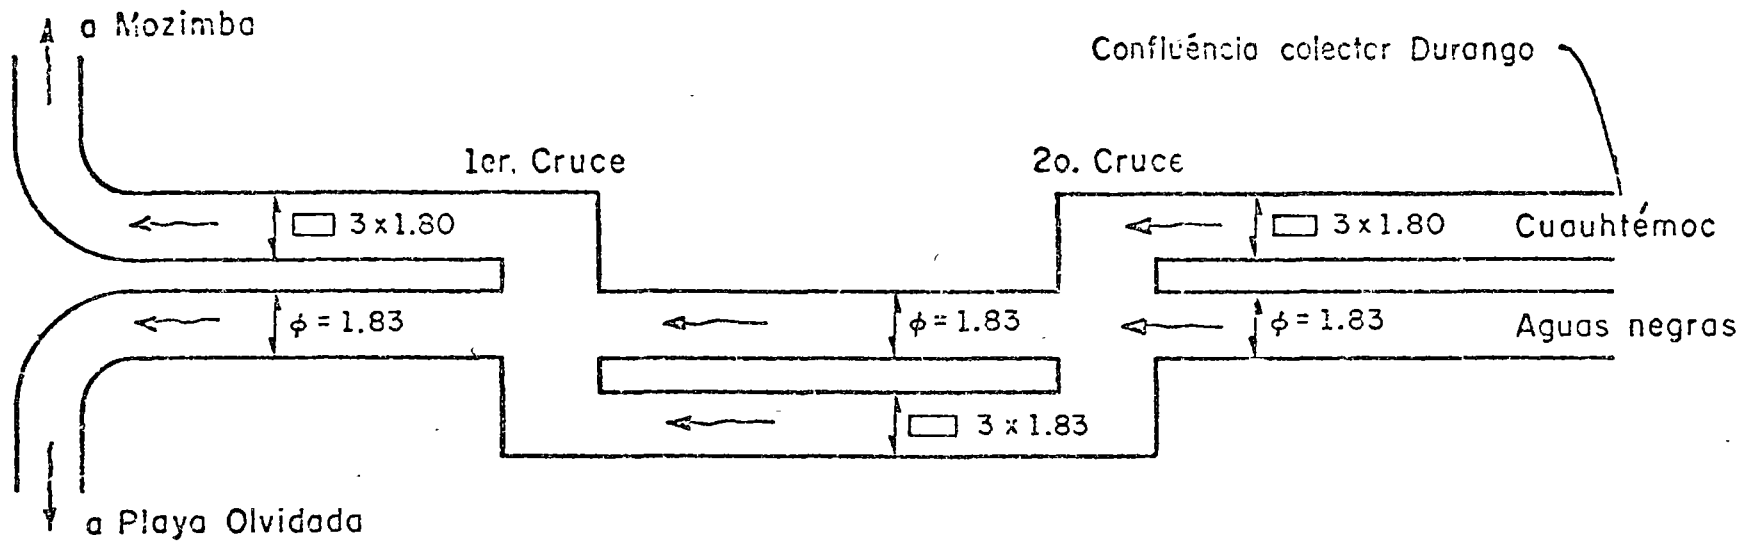 a Mozimba
Confluéncia colector Durango
1er. Cruce
2o. Cruce
3 x 1.80
3 x 1.80
Cuauhtémoc
φ = 1.83
φ = 1.83
φ = 1.83
Aguas negras
3 x 1.83
a Playa Olvidada